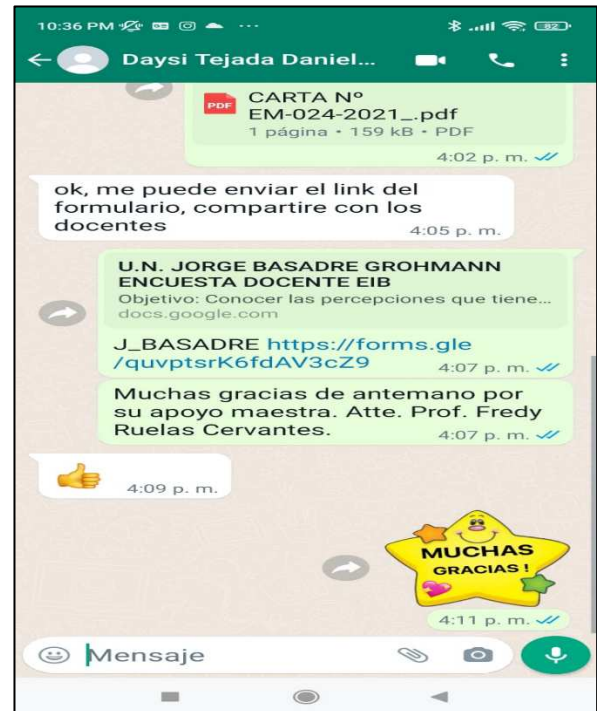 10:36 PM
82
Daysi Tejada Daniel...
PDF
CARTA Nº
EM-024-2021_.pdf
1 página • 159 kB • PDF
4:02 p. m.
ok, me puede enviar el link del
formulario, compartire con los
docentes
4:05 p. m.
U.N. JORGE BASADRE GROHMANN
ENCUESTA DOCENTE EIB
Objetivo: Conocer las percepciones que tiene...
docs.google.com
J_BASADRE https://forms.gle
/quvptsrK6fdAV3cZ9
4:07 p. m.
Muchas gracias de antemano por
su apoyo maestra. Atte. Prof. Fredy
Ruelas Cervantes.
4:07 p. m.
4:09 p. m.
MUCHAS
GRACIAS !
4:11 p. m.
Mensaje